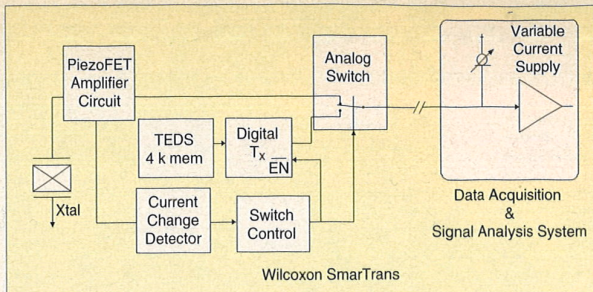 PiezoFET
Amplifier
Circuit
Analog
Switch
Variable
Current
Supply
TEDS
4 k mem
Digital
Tx
EN
Xtal
Current
Change
Detector
Switch
Control
Data Acquisition
&
Signal Analysis System
Wilcoxon SmarTrans